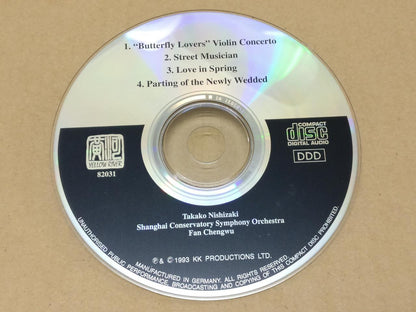 1. "Butterfly Lovers" Violin Concerto
2. Street Musician
3. Love in Spring
4. Parting of the Newly Wedded
YELLOW RIVER
82031
COMPACT
disc
DIGITAL AUDIO
DDD
Takako Nishizaki
Shanghai Conservatory Symphony Orchestra
Fan Chengwu
℗ & © 1993 KK PRODUCTIONS LTD.
MANUFACTURED IN GERMANY. ALL RIGHTS RESERVED.
UNAUTHORISED PUBLIC PERFORMANCE, BROADCASTING AND COPYING OF THIS COMPACT DISC PROHIBITED.